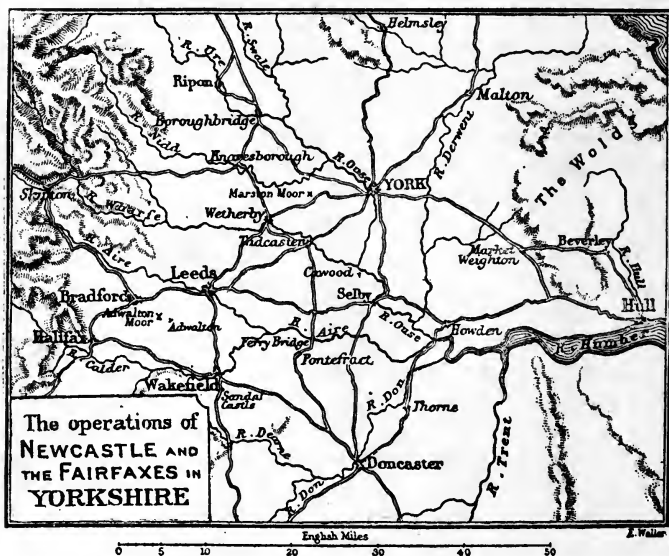 Helmsley
R. Ure
R. Swale
Ripon
Malton
Boroughbridge
R. Nidd
R. Derwent
The Wold
Knaresborough
R. Ouse
Marston Moor x
YORK
Skipton
R. Wharfe
Wetherby
Tadcaster
Beverley
R. Hull
Market
Weighton
R. Aire
Cawood
Leeds
Selby
Hull
Bradford
Adwalton x
Moor
Adwalton
R. Ouse
Howden
R. Aire
Halifax
Ferry Bridge
R. Humber
R. Calder
Pontefract
Wakefield
Sandal
Castle
R. Don
Thorne
R. Trent
The operations of
NEWCASTLE AND
THE FAIRFAXES IN
YORKSHIRE
R. Dearne
Doncaster
R. Don
E. Waller
English Miles
0 5 10 20 30 40 50